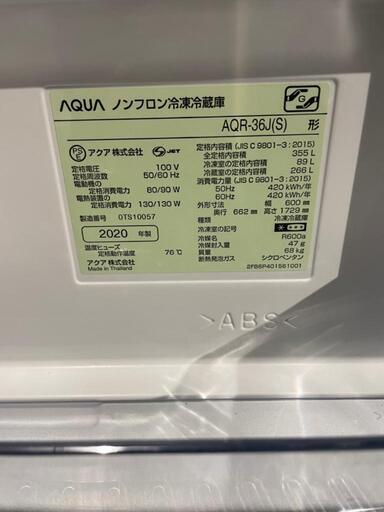 AQUA ノンフロン冷凍冷蔵庫
AQR-36J(S) 形
PS E アクア株式会社 JET
定格電圧 100 V
定格周波数 50/60 Hz
電動機の
定格消費電力 80/90 W
電熱装置の
定格消費電力 130/130 W
製造番号 0TS10057
2020 年製
温度ヒューズ
定格動作温度 76℃
アクア株式会社
Made in Thailand
定格内容積 (JIS C 9801-3:2015)
全定格内容積 355 L
冷凍室の定格内容積 89 L
冷蔵室の定格内容積 266 L
消費電力量 (JIS C 9801-3:2015)
50Hz 420 kWh/年
60Hz 420 kWh/年
外形寸法 幅 600 mm
奥行 662 mm 高さ 1729 mm
種類 冷凍冷蔵庫
冷凍室の記号
冷媒名 R600a
冷媒封入量 47 g
質量 68 kg
断熱発泡ガス シクロペンタン
2FB6P401561001
>ABS<